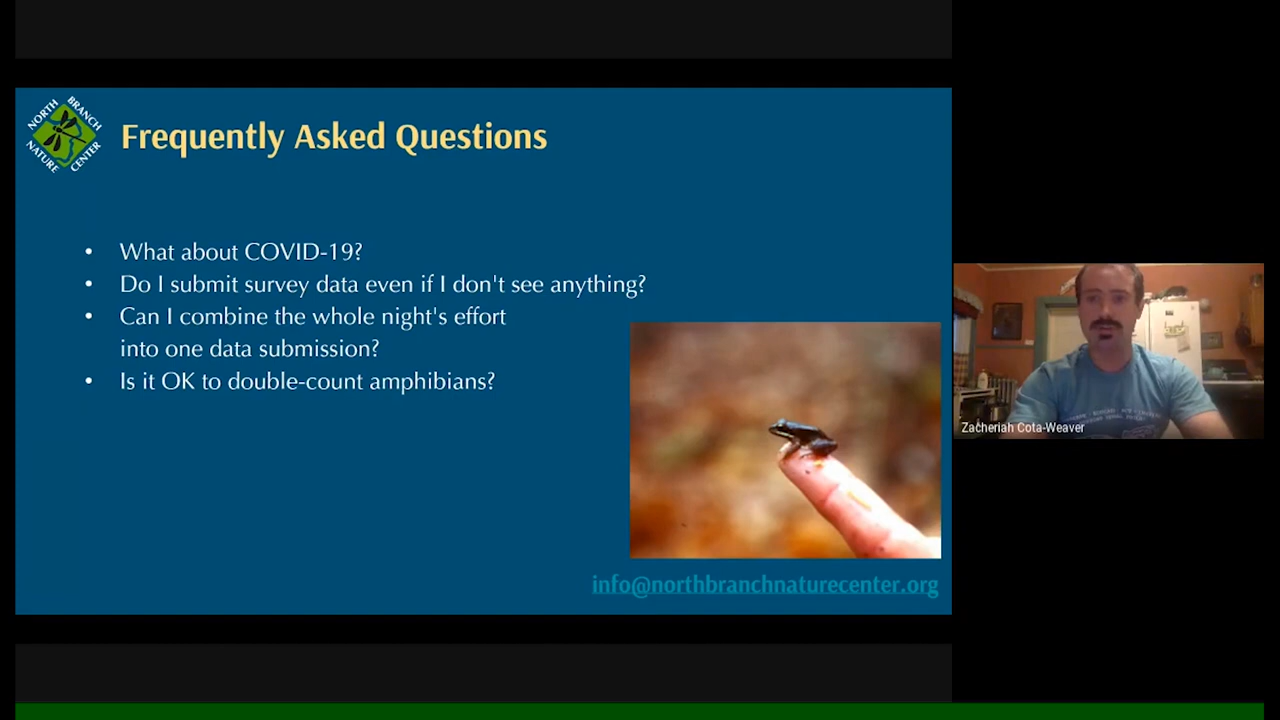 NORTH BRANCH
NATURE CENTER
Frequently Asked Questions
• What about COVID-19?
• Do I submit survey data even if I don't see anything?
• Can I combine the whole night's effort
into one data submission?
• Is it OK to double-count amphibians?
info@northbranchnaturecenter.org
Zacheriah Cota-Weaver